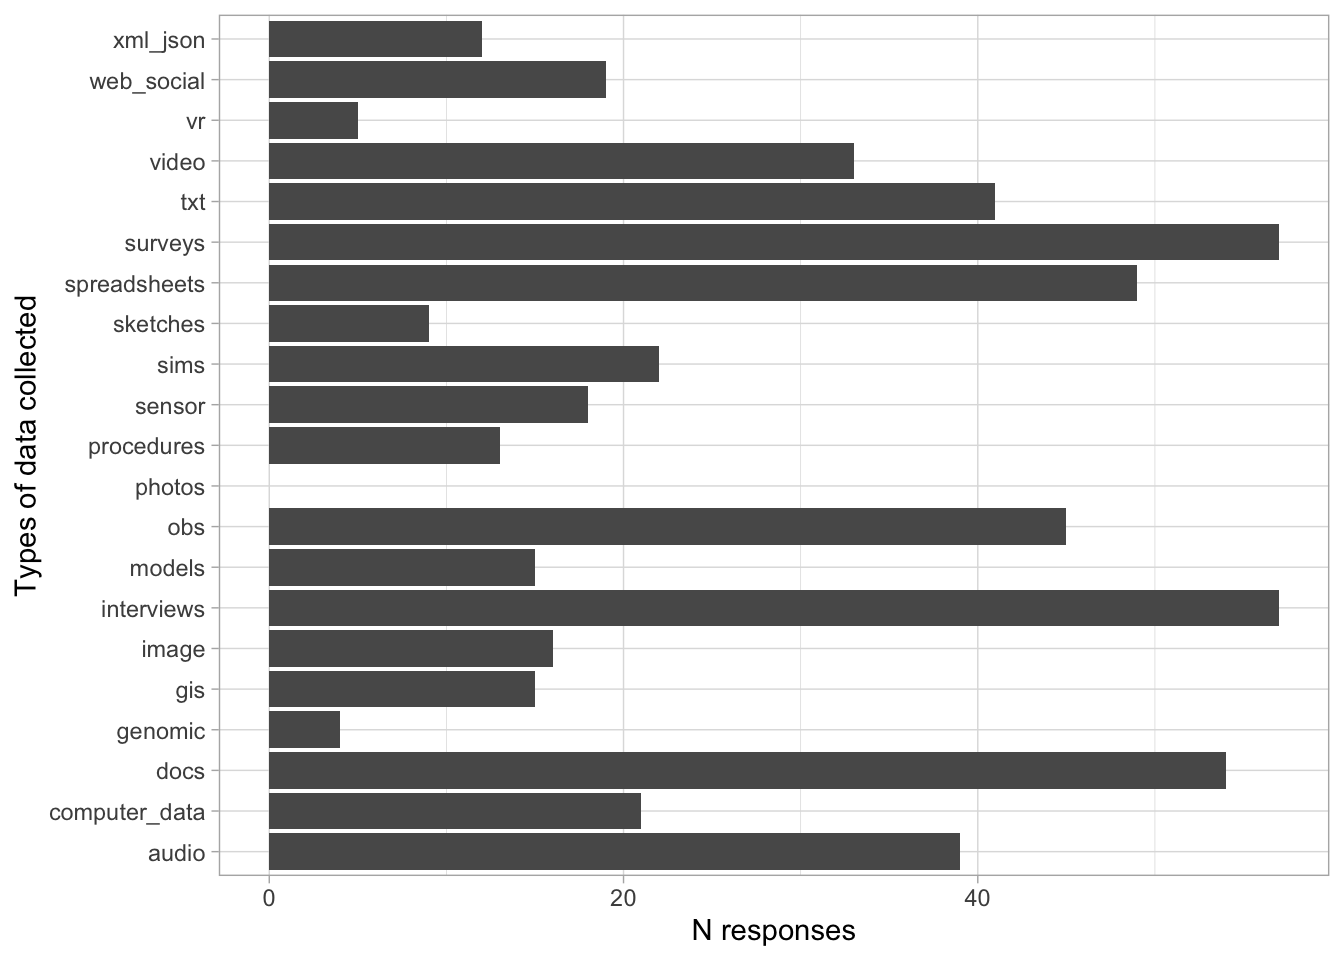 xml_json
web_social
vr
video
txt
surveys
spreadsheets
sketches
sims
sensor
procedures
photos
obs
models
interviews
image
gis
genomic
docs
computer_data
audio
Types of data collected
0 20 40
N responses